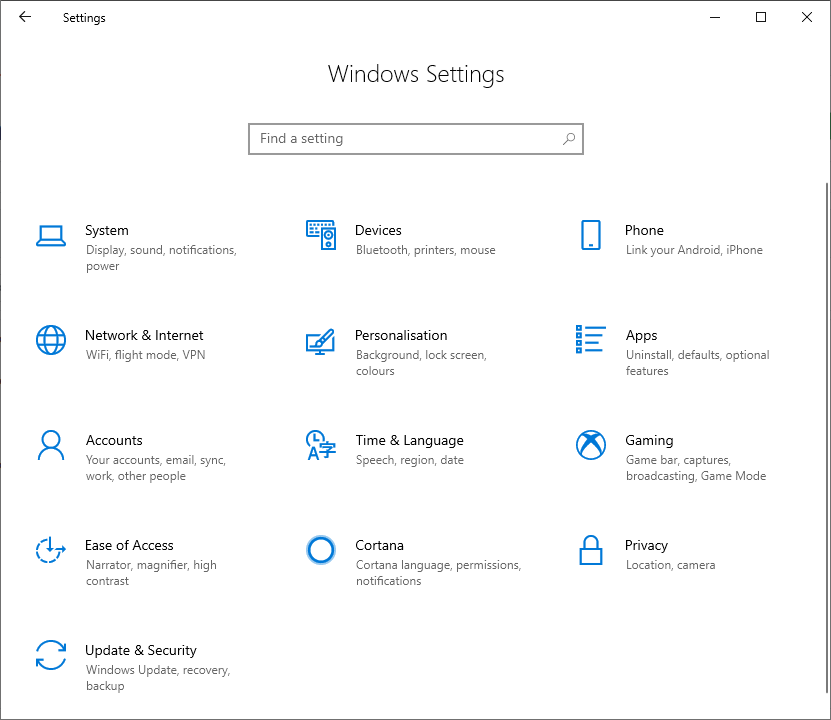 Settings
Windows Settings
Find a setting
System
Display, sound, notifications,
power
Devices
Bluetooth, printers, mouse
Phone
Link your Android, iPhone
Network & Internet
WiFi, flight mode, VPN
Personalisation
Background, lock screen,
colours
Apps
Uninstall, defaults, optional
features
Accounts
Your accounts, email, sync,
work, other people
Time & Language
Speech, region, date
Gaming
Game bar, captures,
broadcasting, Game Mode
Ease of Access
Narrator, magnifier, high
contrast
Cortana
Cortana language, permissions,
notifications
Privacy
Location, camera
Update & Security
Windows Update, recovery,
backup